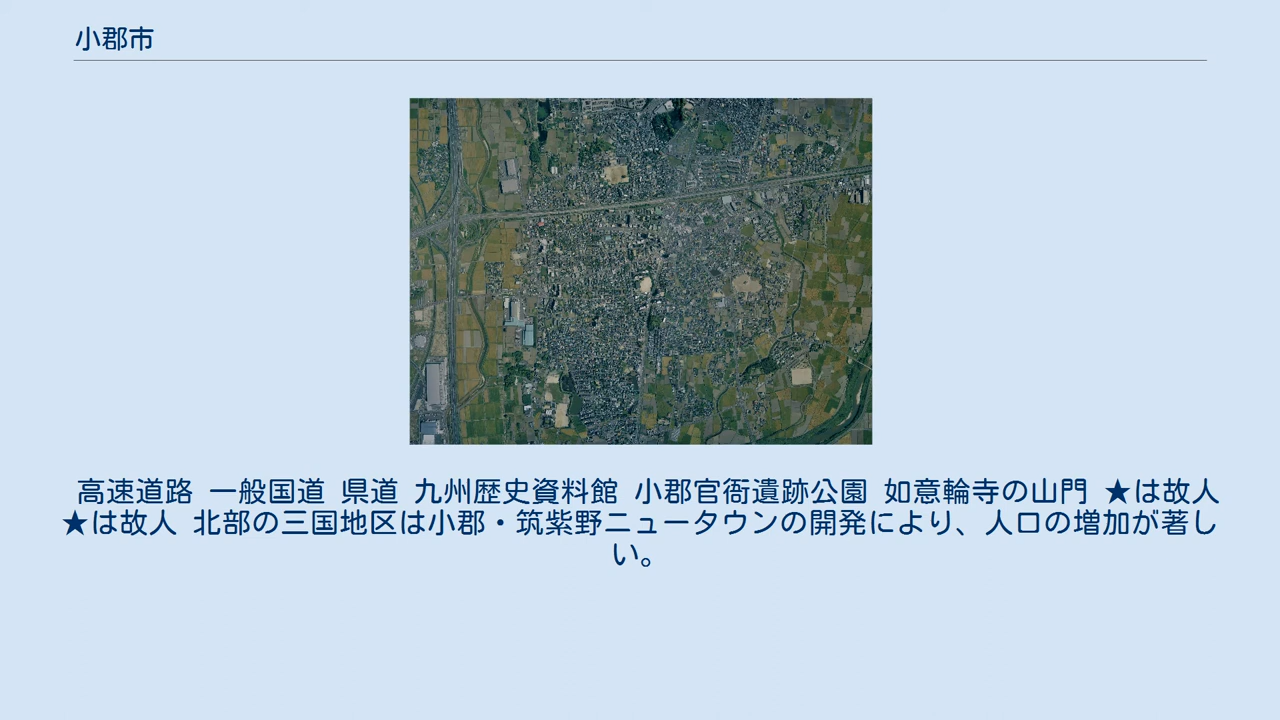 小郡市
高速道路 一般国道 県道 九州歴史資料館 小郡官衙遺跡公園 如意輪寺の山門 ★は故人
★は故人 北部の三国地区は小郡・筑紫野ニュータウンの開発により、人口の増加が著し
い。